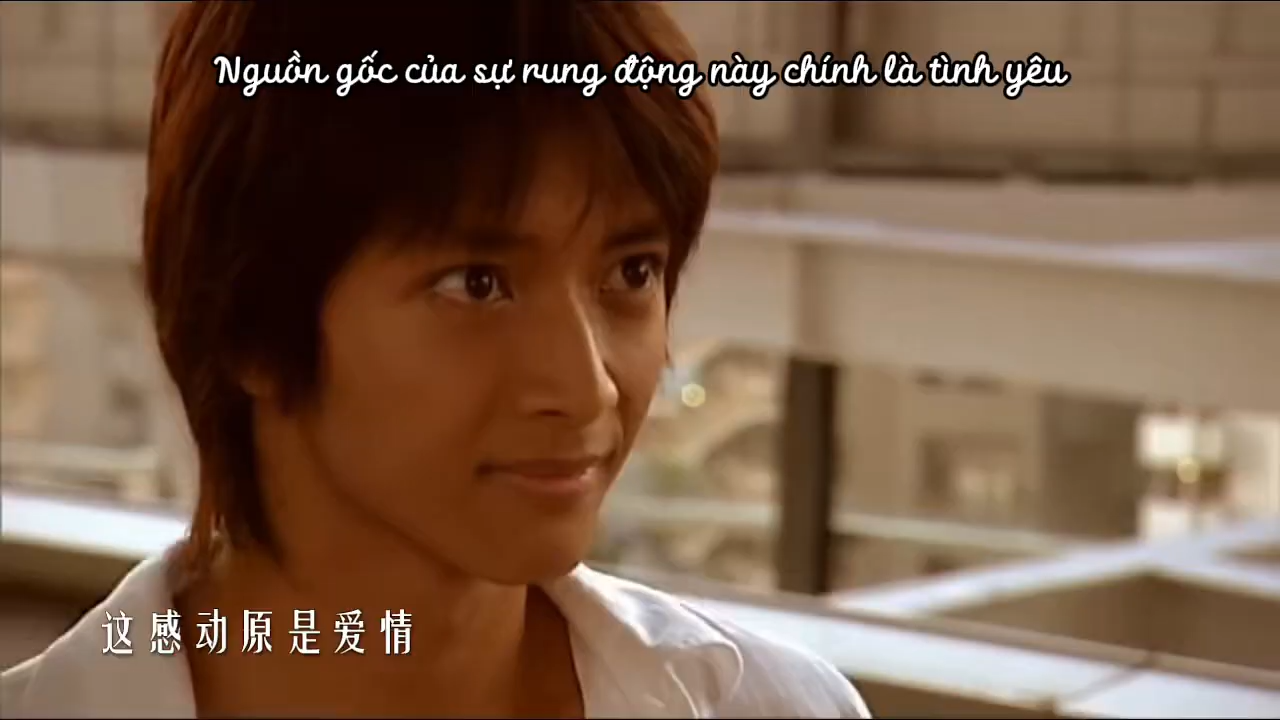 Nguồn gốc của sự rung động này chính là tình yêu
这感动原是爱情